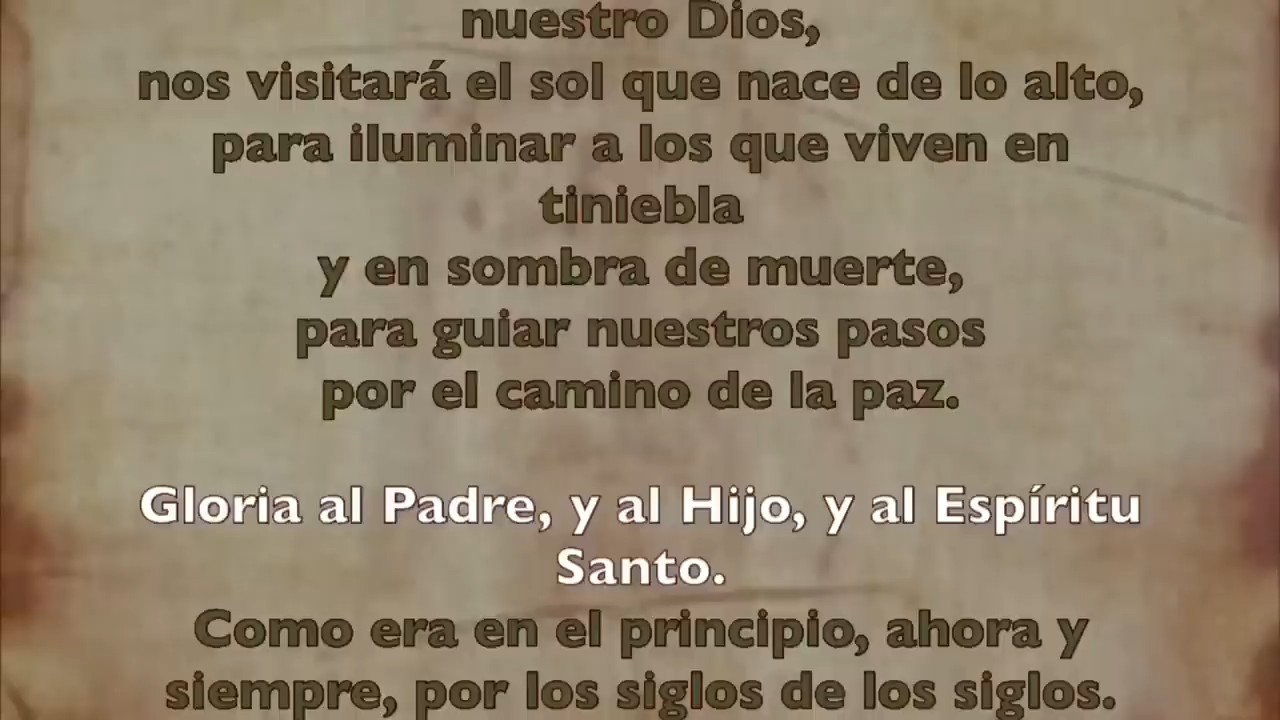 nuestro Dios,
nos visitará el sol que nace de lo alto,
para iluminar a los que viven en
tiniebla
y en sombra de muerte,
para guiar nuestros pasos
por el camino de la paz.
Gloria al Padre, y al Hijo, y al Espíritu
Santo.
Como era en el principio, ahora y
siempre, por los siglos de los siglos.